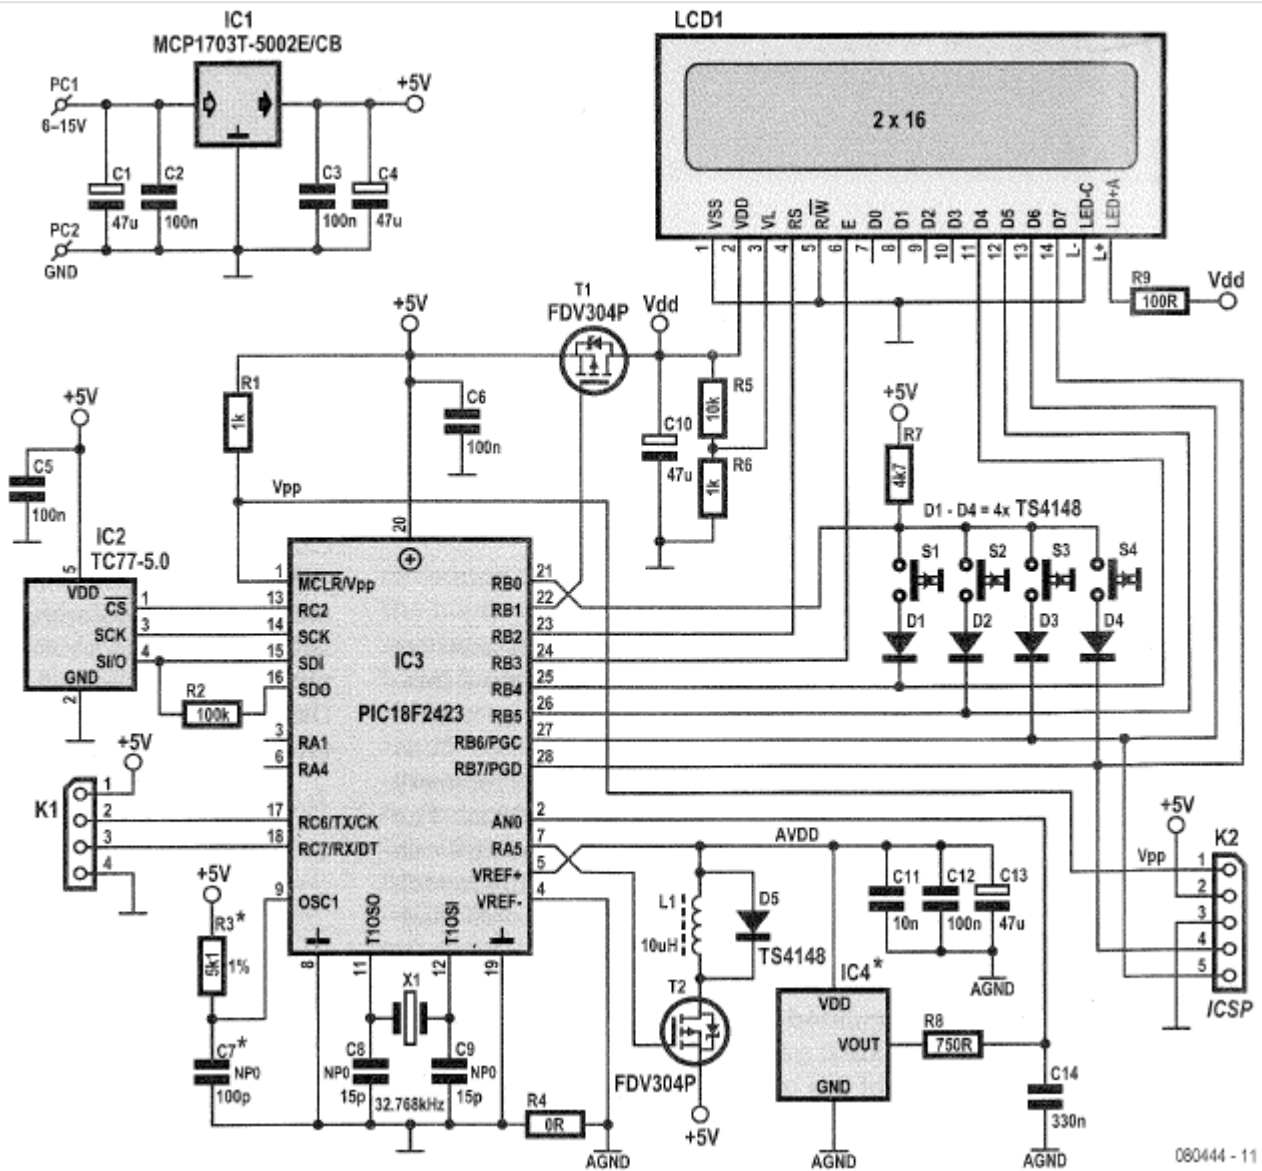 IC1
MCP1703T-5002E/CB
PC1
6–15V
+5V
C1
47u
C2
100n
C3
100n
C4
47u
PC2
GND
LCD1
2 x 16
VSS
VDD
VL
RS
R/W
E
D0
D1
D2
D3
D4
D5
D6
D7
LED-C
LED+A
1
2
3
4
5
6
7
8
9
10
11
12
13
14
L-
L+
R9
100R
Vdd
+5V
T1
FDV304P
Vdd
R1
1k
C6
100n
C10
47u
R5
10k
R6
1k
+5V
R7
4k7
D1 - D4 = 4x TS4148
S1
S2
S3
S4
D1
D2
D3
D4
+5V
C5
100n
Vpp
IC2
TC77-5.0
5
VDD
CS
SCK
SI/O
GND
1
3
4
2
R2
100k
20
IC3
PIC18F2423
1
13
14
15
16
3
6
17
18
9
MCLR/Vpp
RC2
SCK
SDI
SDO
RA1
RA4
RC6/TX/CK
RC7/RX/DT
OSC1
T1OSO
T1OSI
RB0
RB1
RB2
RB3
RB4
RB5
RB6/PGC
RB7/PGD
AN0
RA5
VREF+
VREF-
21
22
23
24
25
26
27
28
2
7
5
4
8
11
12
19
K1
+5V
1
2
3
4
+5V
R3*
5k1
1%
C7*
NP0
100p
X1
C8
NP0
15p
C9
NP0
15p
32.768kHz
R4
0R
AGND
AVDD
L1
10uH
D5
TS4148
T2
FDV304P
+5V
C11
10n
C12
100n
C13
47u
AGND
IC4*
VDD
VOUT
GND
AGND
R8
750R
C14
330n
AGND
+5V
Vpp
K2
1
2
3
4
5
ICSP
080444 - 11